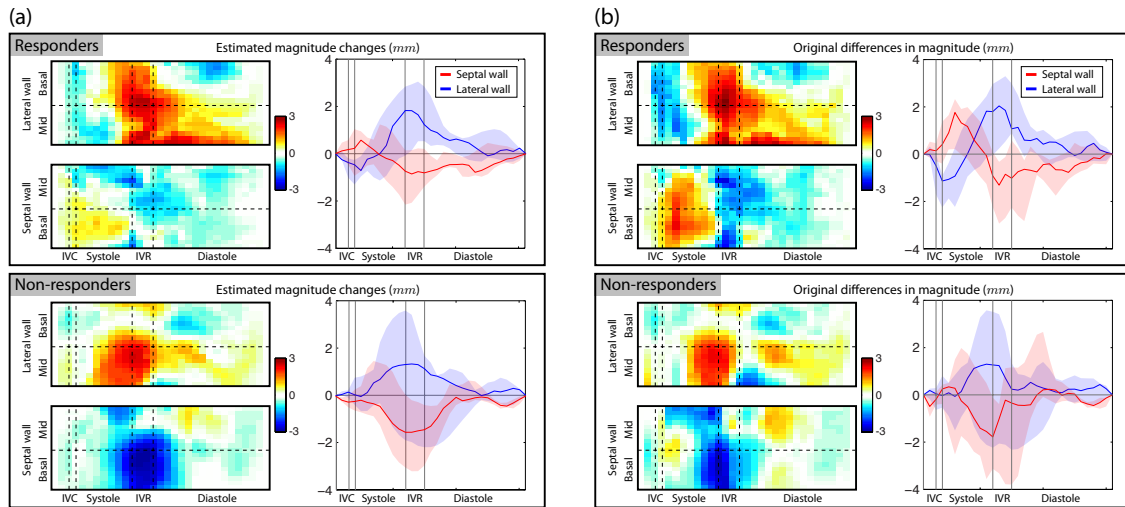 (a)
Responders
Estimated magnitude changes (mm)
Lateral wall
Mid Basal
3
0
-3
Septal wall
Basal Mid
IVC Systole IVR Diastole
4
2
0
−2
−4
Septal wall
Lateral wall
IVC Systole IVR Diastole
Non-responders
Estimated magnitude changes (mm)
Lateral wall
Mid Basal
3
0
-3
Septal wall
Basal Mid
IVC Systole IVR Diastole
4
2
0
−2
−4
IVC Systole IVR Diastole
(b)
Responders
Original differences in magnitude (mm)
Lateral wall
Mid Basal
3
0
-3
Septal wall
Basal Mid
IVC Systole IVR Diastole
4
2
0
−2
−4
Septal wall
Lateral wall
IVC Systole IVR Diastole
Non-responders
Original differences in magnitude (mm)
Lateral wall
Mid Basal
3
0
-3
Septal wall
Basal Mid
IVC Systole IVR Diastole
4
2
0
−2
−4
IVC Systole IVR Diastole